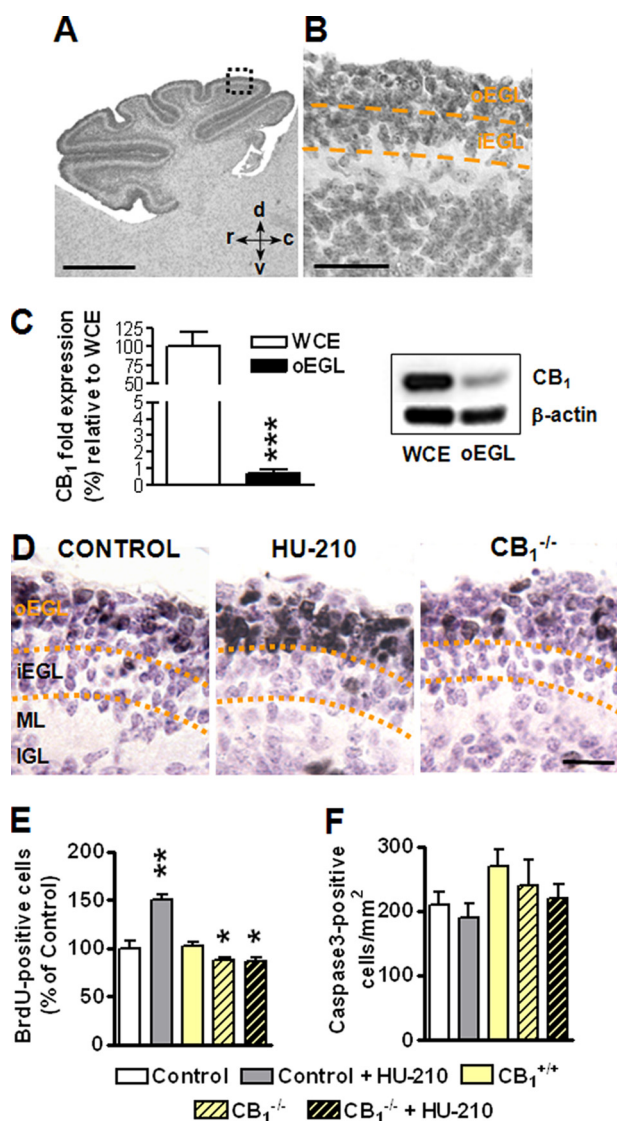 A
d
r c
v
B
oEGL
iEGL
C
CB1 fold expression
(%) relative to WCE
125
100
75
50
5
4
3
2
1
0
***
WCE
oEGL
CB1
β-actin
WCE oEGL
D CONTROL HU-210 CB1-/-
oEGL
iEGL
ML
IGL
E
BrdU-positive cells
(% of Control)
200
150
100
50
0
**
* *
F
Caspase3-positive
cells/mm2
300
200
100
0
Control Control + HU-210 CB1+/+
CB1-/- CB1-/- + HU-210